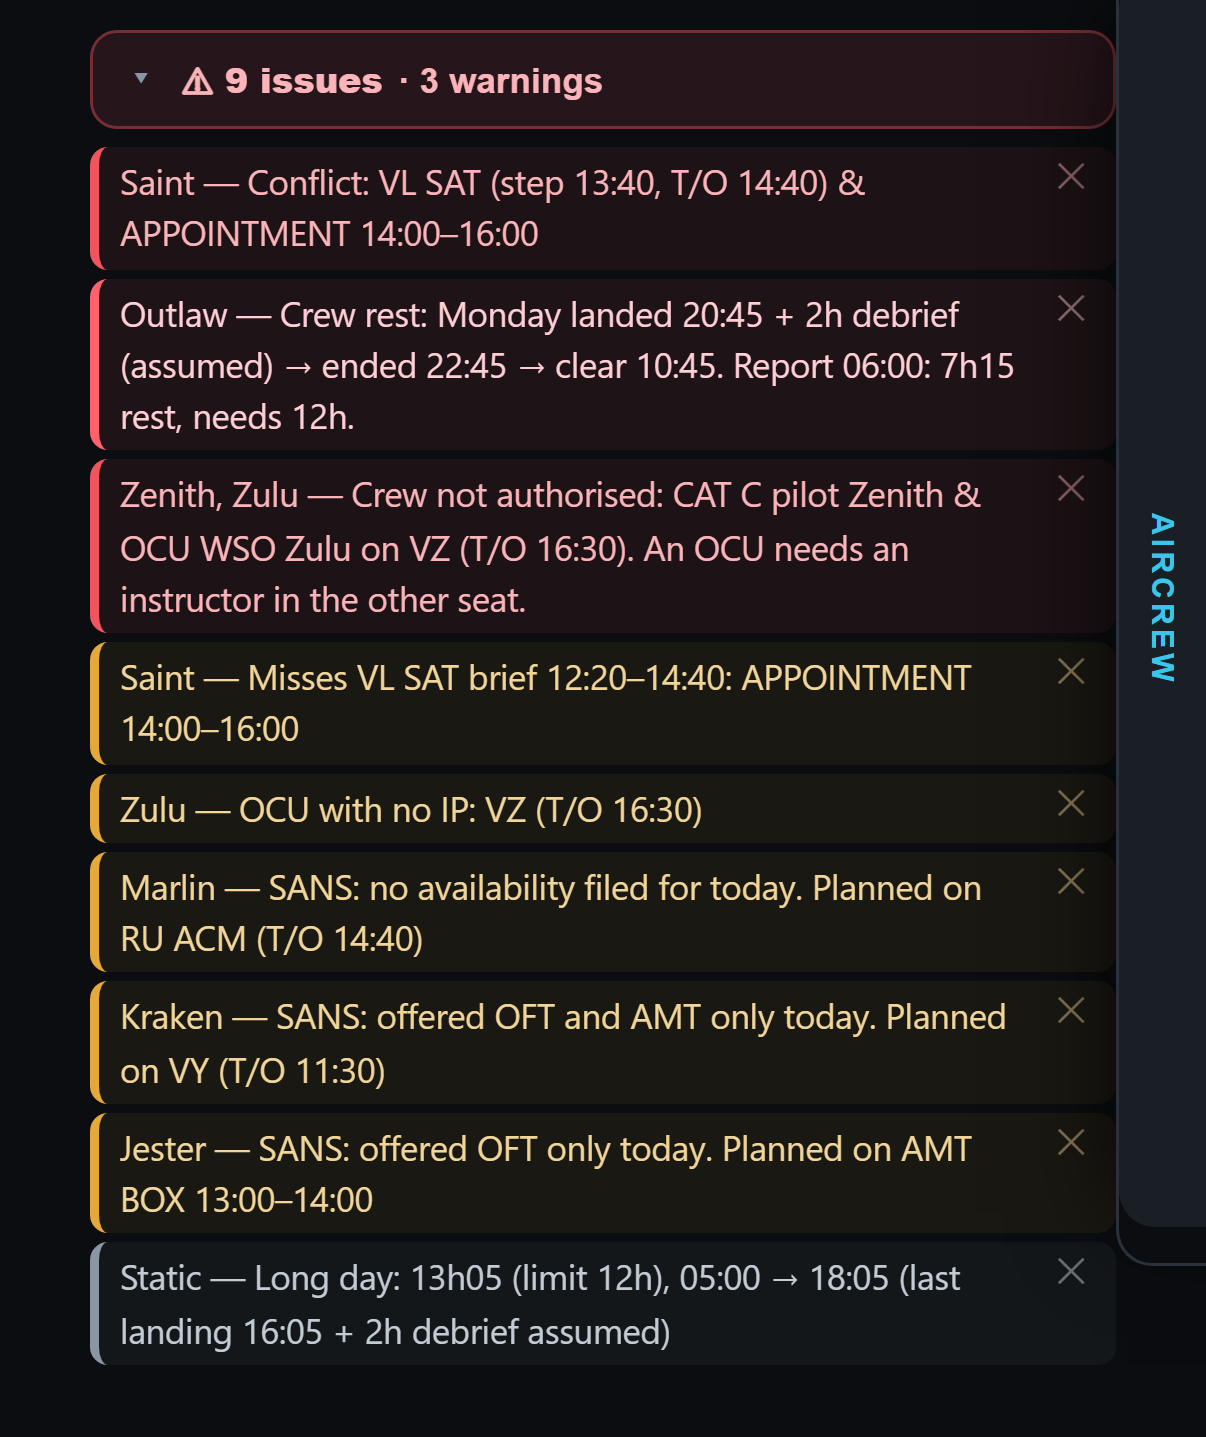 ▼ ⚠ 9 issues · 3 warnings
Saint — Conflict: VL SAT (step 13:40, T/O 14:40) &
APPOINTMENT 14:00–16:00
Outlaw — Crew rest: Monday landed 20:45 + 2h debrief
(assumed) → ended 22:45 → clear 10:45. Report 06:00: 7h15
rest, needs 12h.
Zenith, Zulu — Crew not authorised: CAT C pilot Zenith &
OCU WSO Zulu on VZ (T/O 16:30). An OCU needs an
instructor in the other seat.
Saint — Misses VL SAT brief 12:20–14:40: APPOINTMENT
14:00–16:00
Zulu — OCU with no IP: VZ (T/O 16:30)
Marlin — SANS: no availability filed for today. Planned on
RU ACM (T/O 14:40)
Kraken — SANS: offered OFT and AMT only today. Planned
on VY (T/O 11:30)
Jester — SANS: offered OFT only today. Planned on AMT
BOX 13:00–14:00
Static — Long day: 13h05 (limit 12h), 05:00 → 18:05 (last
landing 16:05 + 2h debrief assumed)
AIRCREW